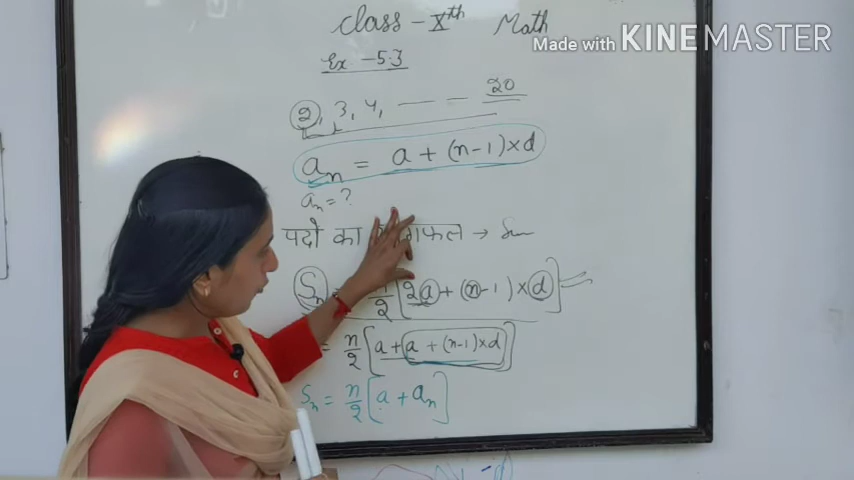 Class - Xth Math
Made with KINEMASTER
Ex - 5.3
2, 3, 4, — — — 20
an = a + (n-1)×d
an = ?
पदों का → Sum
Sn [2a + (n-1)×d]
= n/2 [a + a + (n-1)×d]
Sn = n/2 [a + an]